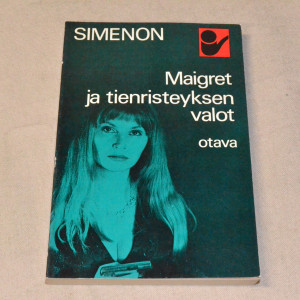 SIMENON
Maigret
ja tienristeyksen
valot
otava